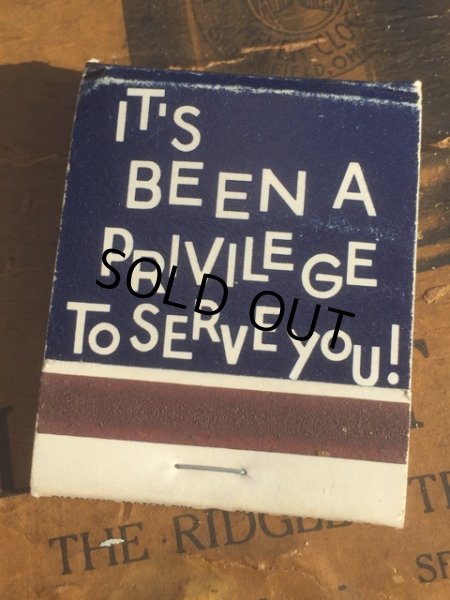 IT'S
BEEN A
PRIVILEGE
TO SERVE YOU!
SOLD OUT
THE · RIDGE